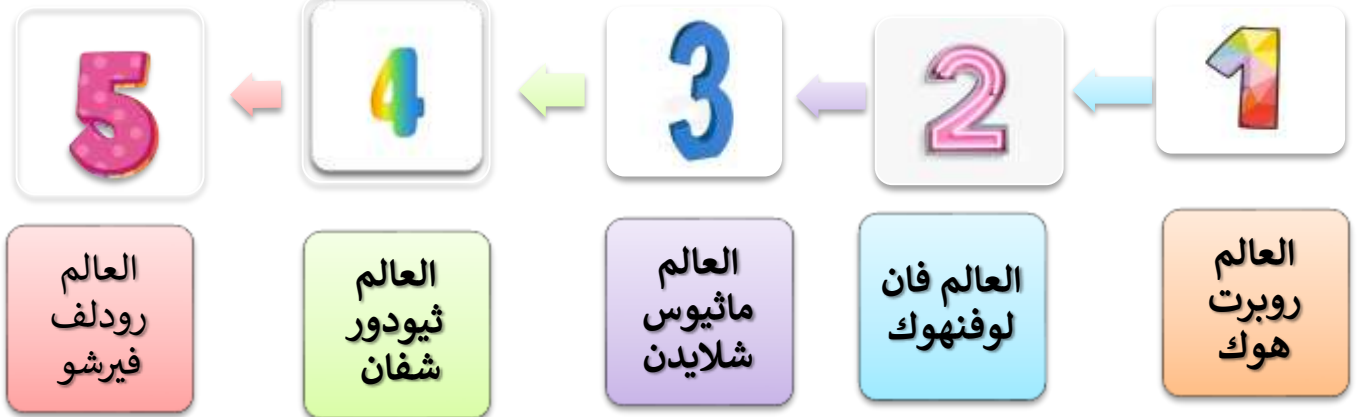 1
2
3
4
5
العالم
روبرت
هوك
العالم فان
لوفنهوك
العالم
ماثيوس
شلايدن
العالم
ثيودور
شفان
العالم
رودلف
فيرشو